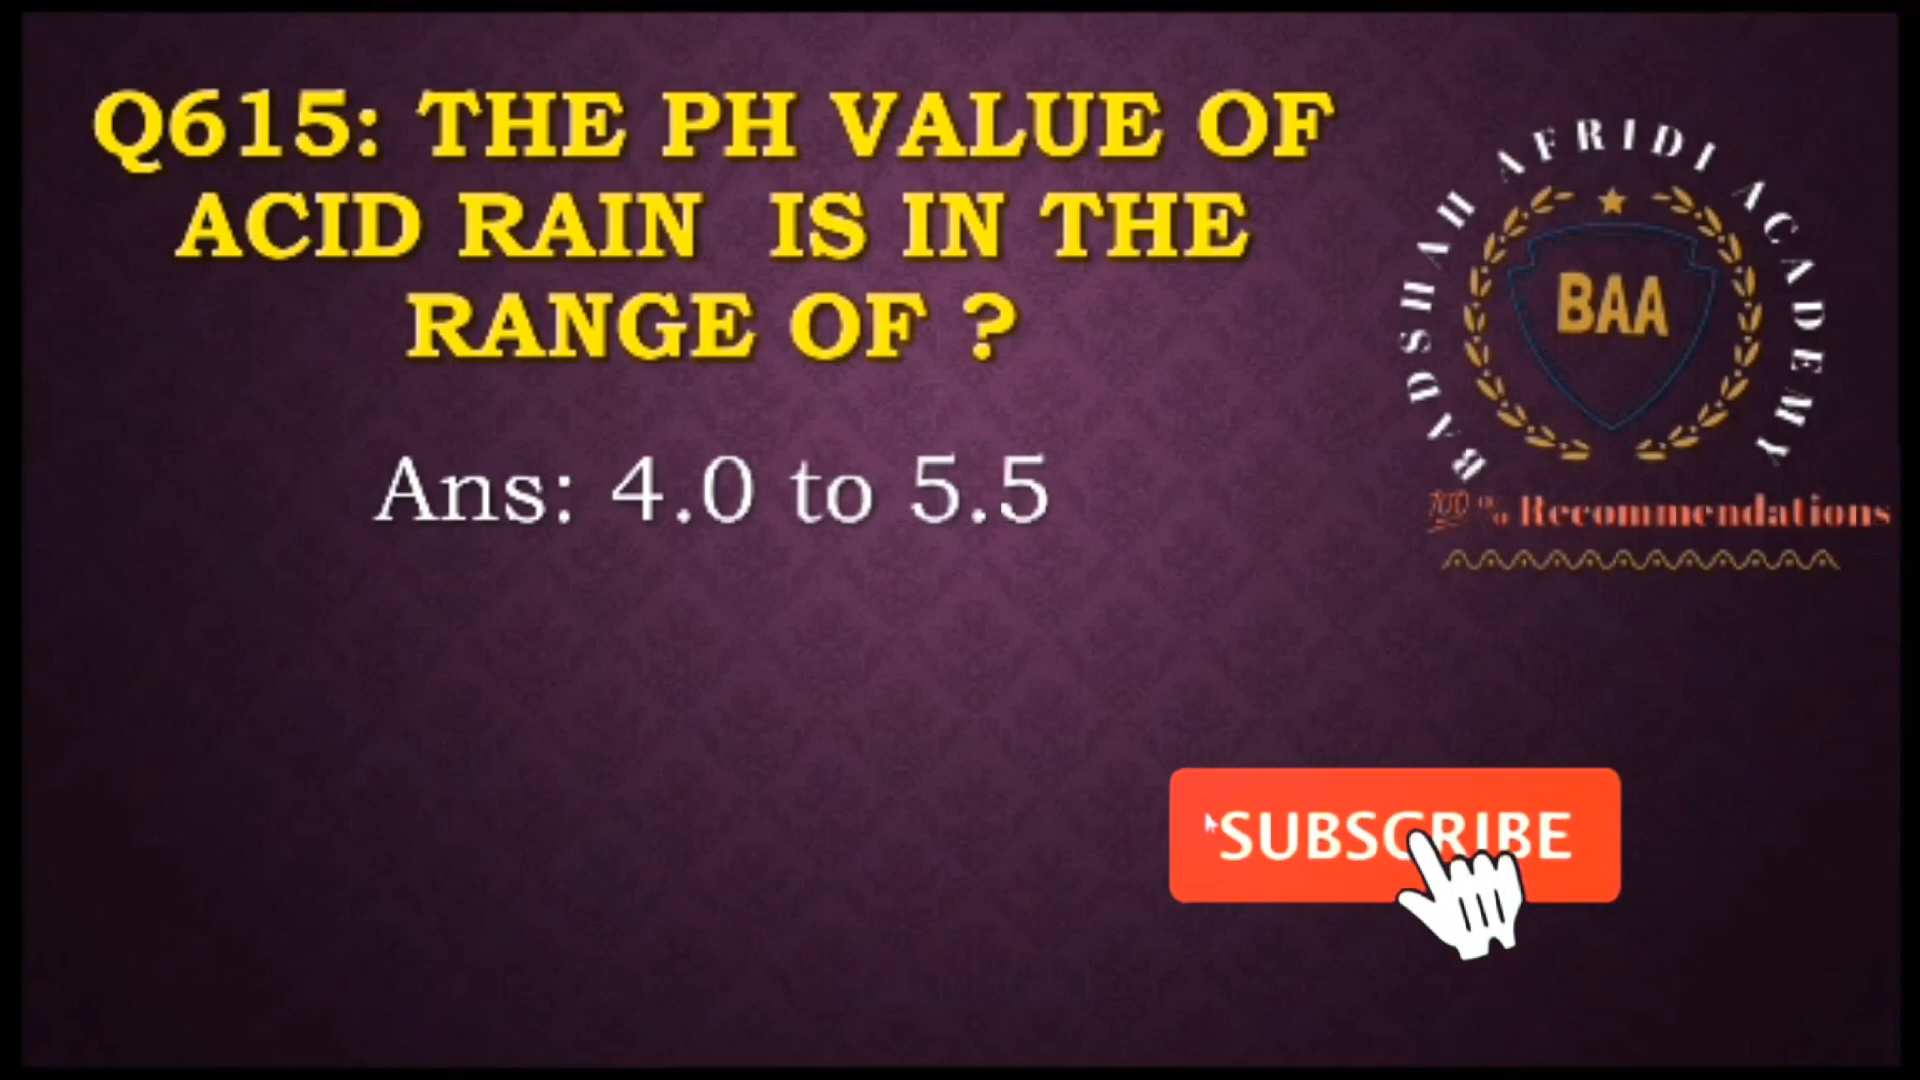 Q615: THE PH VALUE OF
ACID RAIN IS IN THE
RANGE OF ?
Ans: 4.0 to 5.5
BADSHAH AFRIDI ACADEMY
BAA
100 % Recommendations
SUBSCRIBE